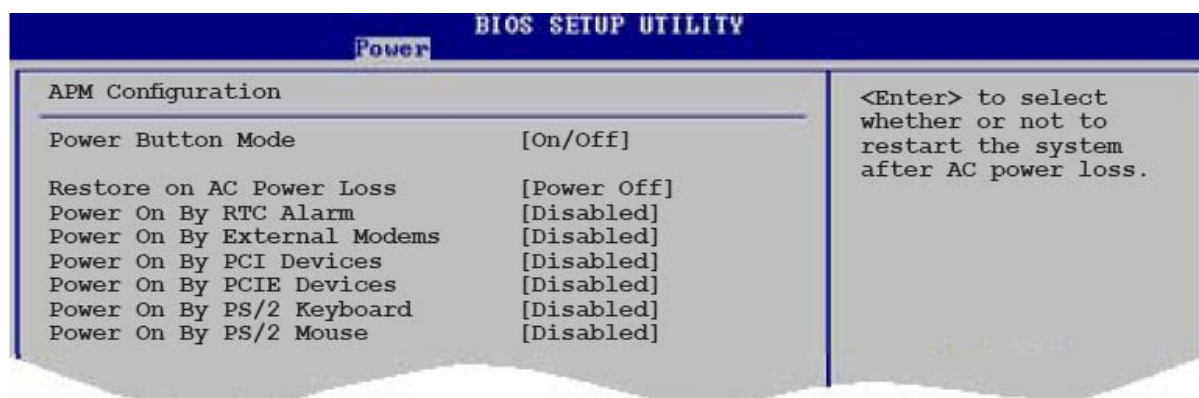 BIOS SETUP UTILITY
Power
APM Configuration
Power Button Mode [On/Off]
Restore on AC Power Loss [Power Off]
Power On By RTC Alarm [Disabled]
Power On By External Modems [Disabled]
Power On By PCI Devices [Disabled]
Power On By PCIE Devices [Disabled]
Power On By PS/2 Keyboard [Disabled]
Power On By PS/2 Mouse [Disabled]
<Enter> to select
whether or not to
restart the system
after AC power loss.